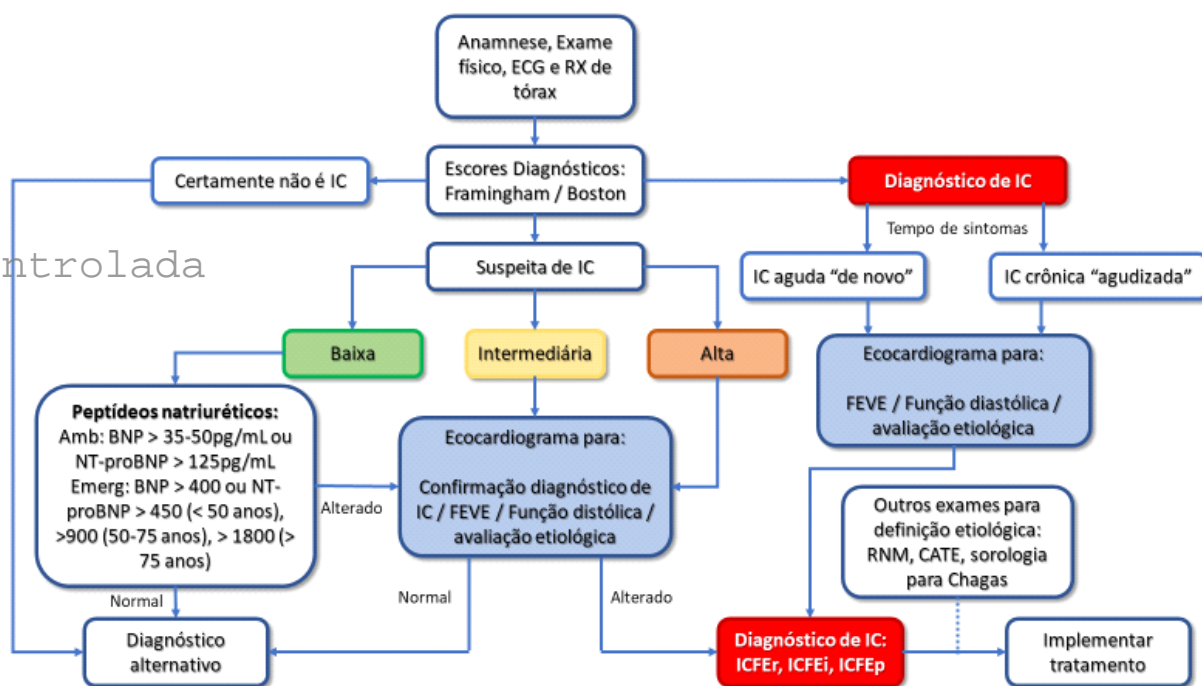 Anamnese, Exame
físico, ECG e RX de
tórax
Certamente não é IC
Escores Diagnósticos:
Framingham / Boston
Diagnóstico de IC
Tempo de sintomas
ntrolada
Suspeita de IC
IC aguda “de novo”
IC crônica “agudizada”
Baixa
Intermediária
Alta
Ecocardiograma para:
FEVE / Função diastólica /
avaliação etiológica
Peptídeos natriuréticos:
Amb: BNP > 35-50pg/mL ou
NT-proBNP > 125pg/mL
Emerg: BNP > 400 ou NT-
proBNP > 450 (< 50 anos),
>900 (50-75 anos), > 1800 (>
75 anos)
Alterado
Ecocardiograma para:
Confirmação diagnóstico de
IC / FEVE / Função distólica /
avaliação etiológica
Outros exames para
definição etiológica:
RNM, CATE, sorologia
para Chagas
Normal
Normal
Alterado
Diagnóstico
alternativo
Diagnóstico de IC:
ICFEr, ICFEi, ICFEp
Implementar
tratamento